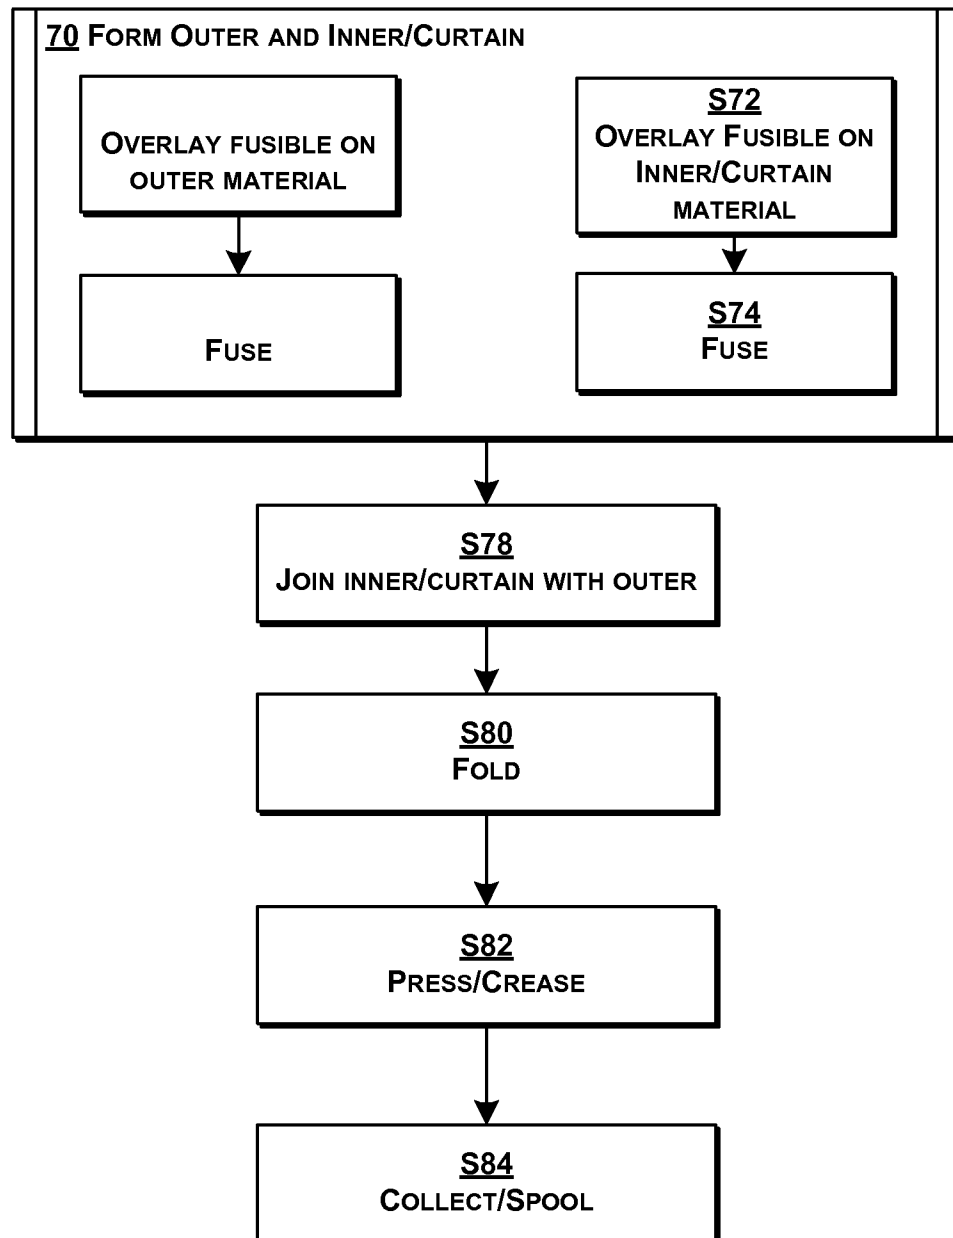 70 FORM OUTER AND INNER/CURTAIN
OVERLAY FUSIBLE ON
OUTER MATERIAL
FUSE
S72
OVERLAY FUSIBLE ON
INNER/CURTAIN
MATERIAL
S74
FUSE
S78
JOIN INNER/CURTAIN WITH OUTER
S80
FOLD
S82
PRESS/CREASE
S84
COLLECT/SPOOL